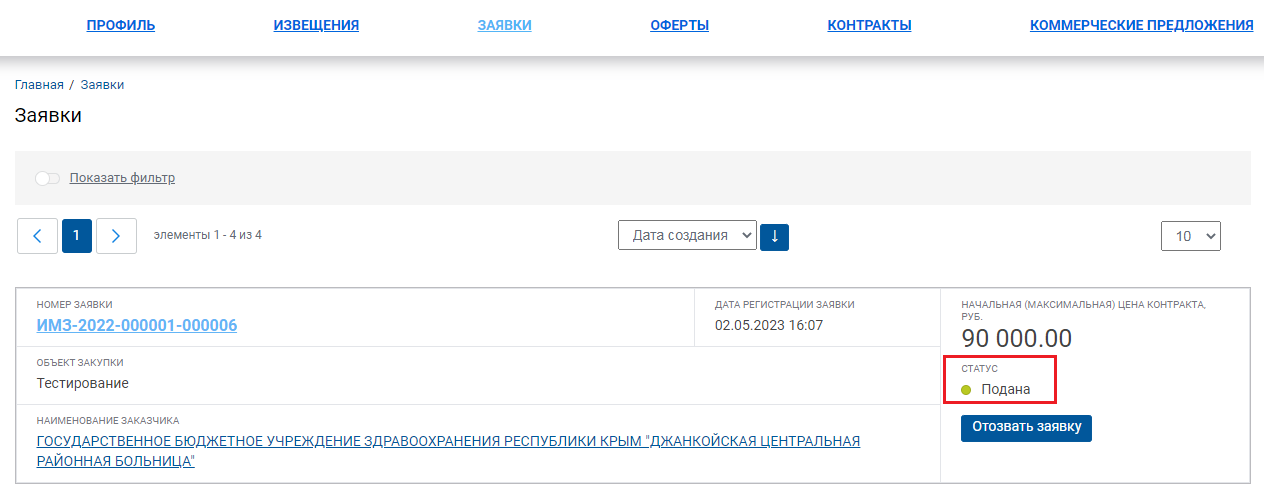 ПРОФИЛЬ ИЗВЕЩЕНИЯ ЗАЯВКИ ОФЕРТЫ КОНТРАКТЫ КОММЕРЧЕСКИЕ ПРЕДЛОЖЕНИЯ
Главная / Заявки
Заявки
Показать фильтр
1 элементы 1 - 4 из 4 Дата создания 10
НОМЕР ЗАЯВКИ
ИМЗ-2022-000001-000006
ДАТА РЕГИСТРАЦИИ ЗАЯВКИ
02.05.2023 16:07
НАЧАЛЬНАЯ (МАКСИМАЛЬНАЯ) ЦЕНА КОНТРАКТА,
РУБ.
90 000.00
ОБЪЕКТ ЗАКУПКИ
Тестирование
СТАТУС
Подана
НАИМЕНОВАНИЕ ЗАКАЗЧИКА
ГОСУДАРСТВЕННОЕ БЮДЖЕТНОЕ УЧРЕЖДЕНИЕ ЗДРАВООХРАНЕНИЯ РЕСПУБЛИКИ КРЫМ "ДЖАНКОЙСКАЯ ЦЕНТРАЛЬНАЯ
РАЙОННАЯ БОЛЬНИЦА"
Отозвать заявку